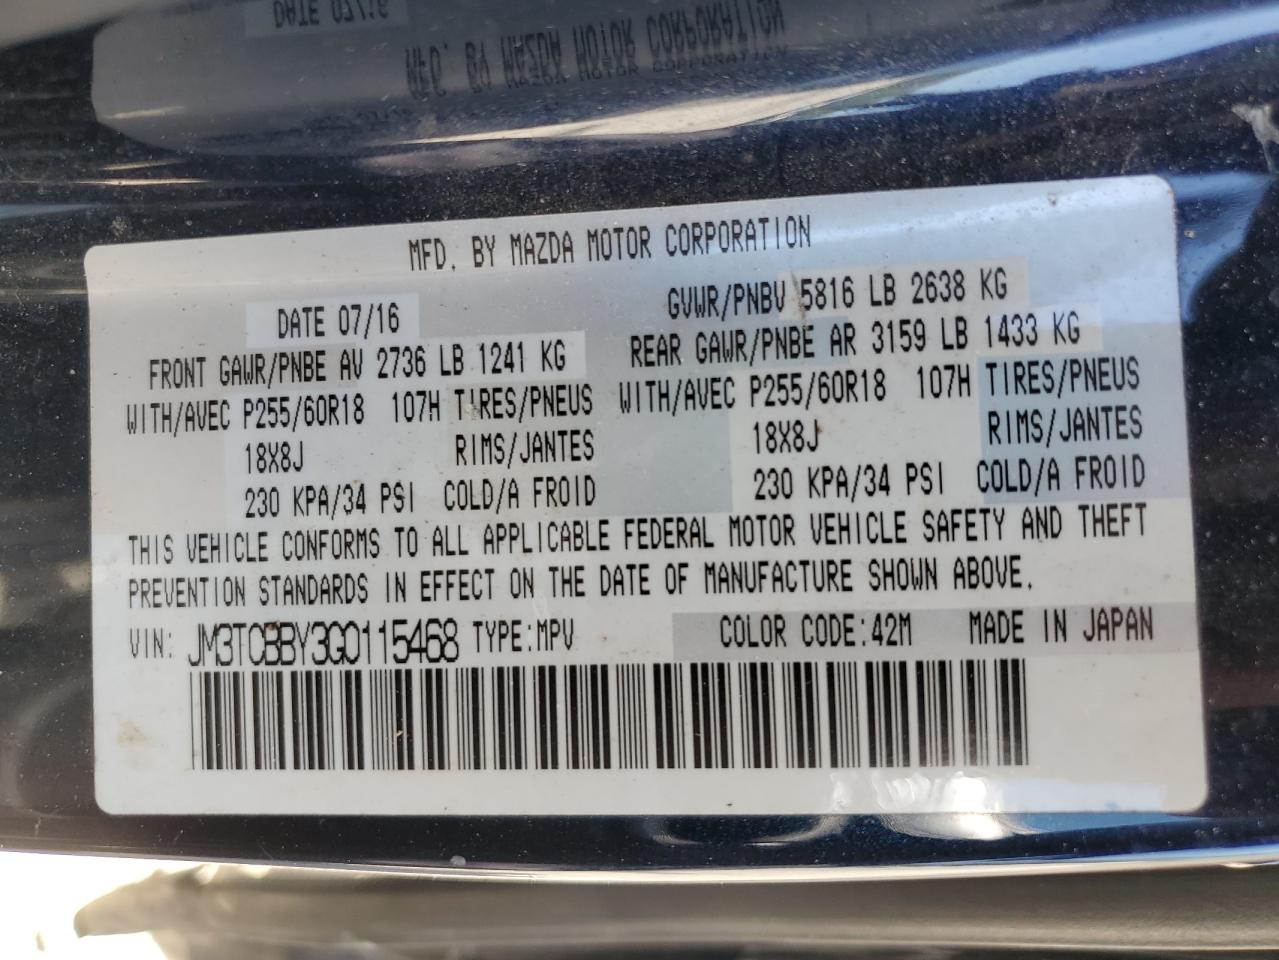 MFD. BY MAZDA MOTOR CORPORATION
DATE 07/16
GVWR/PNBV 5816 LB 2638 KG
FRONT GAWR/PNBE AV 2736 LB 1241 KG
REAR GAWR/PNBE AR 3159 LB 1433 KG
WITH/AVEC P255/60R18 107H TIRES/PNEUS
WITH/AVEC P255/60R18 107H TIRES/PNEUS
18X8J RIMS/JANTES
18X8J RIMS/JANTES
230 KPA/34 PSI COLD/A FROID
230 KPA/34 PSI COLD/A FROID
THIS VEHICLE CONFORMS TO ALL APPLICABLE FEDERAL MOTOR VEHICLE SAFETY AND THEFT
PREVENTION STANDARDS IN EFFECT ON THE DATE OF MANUFACTURE SHOWN ABOVE.
VIN: JM3TCBBY3G0115468 TYPE:MPV COLOR CODE:42M MADE IN JAPAN